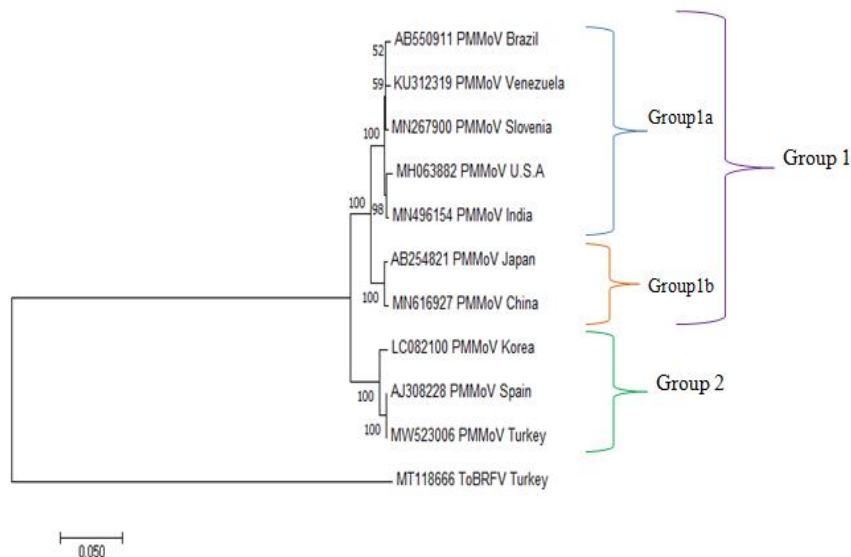 AB550911 PMMoV Brazil
52
59
KU312319 PMMoV Venezuela
Group1a
MN267900 PMMoV Slovenia
100
Group 1
MH063882 PMMoV U.S.A
100
98
MN496154 PMMoV India
AB254821 PMMoV Japan
Group1b
100
MN616927 PMMoV China
LC082100 PMMoV Korea
Group 2
100
AJ308228 PMMoV Spain
100
MW523006 PMMoV Turkey
MT118666 ToBRFV Turkey
0.050